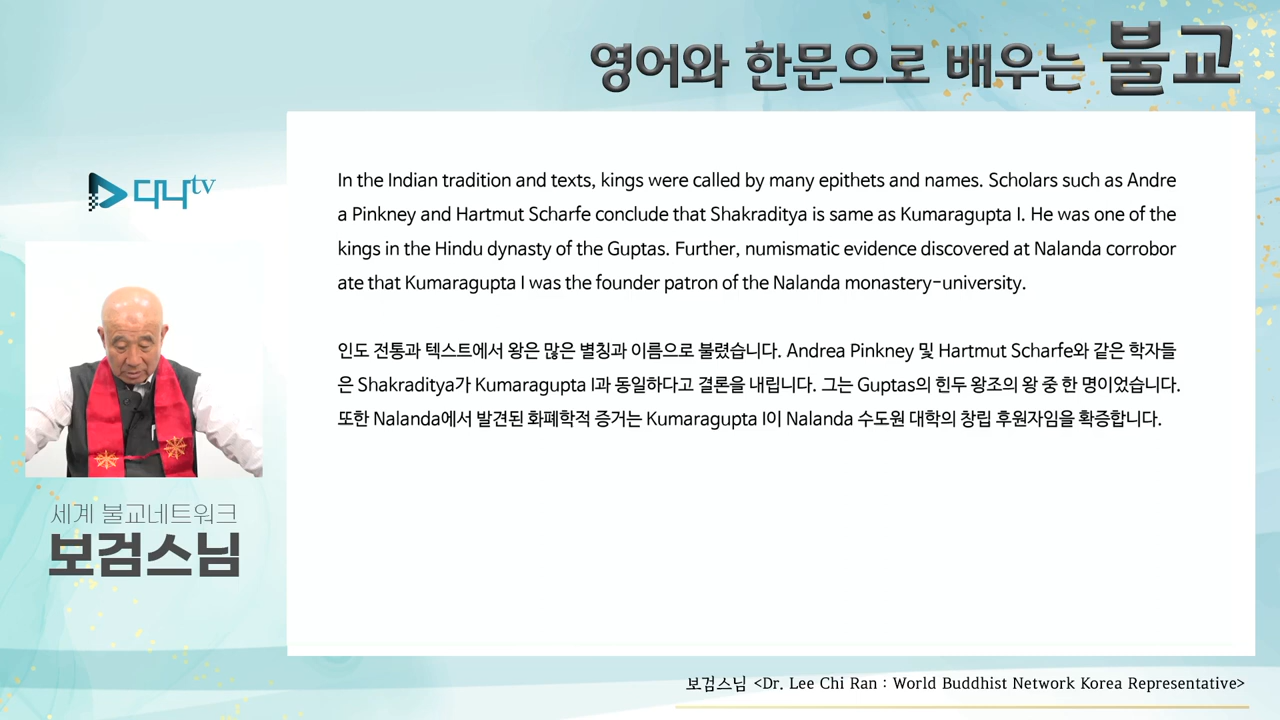 영어와 한문으로 배우는 불교
디나tv
In the Indian tradition and texts, kings were called by many epithets and names. Scholars such as Andre
a Pinkney and Hartmut Scharfe conclude that Shakraditya is same as Kumaragupta I. He was one of the
kings in the Hindu dynasty of the Guptas. Further, numismatic evidence discovered at Nalanda corrobor
ate that Kumaragupta I was the founder patron of the Nalanda monastery-university.
인도 전통과 텍스트에서 왕은 많은 별칭과 이름으로 불렸습니다. Andrea Pinkney 및 Hartmut Scharfe와 같은 학자들
은 Shakraditya가 Kumaragupta I과 동일하다고 결론을 내립니다. 그는 Guptas의 힌두 왕조의 왕 중 한 명이었습니다.
또한 Nalanda에서 발견된 화폐학적 증거는 Kumaragupta I이 Nalanda 수도원 대학의 창립 후원자임을 확증합니다.
세계 불교네트워크
보검스님
보검스님 <Dr. Lee Chi Ran : World Buddhist Network Korea Representative>